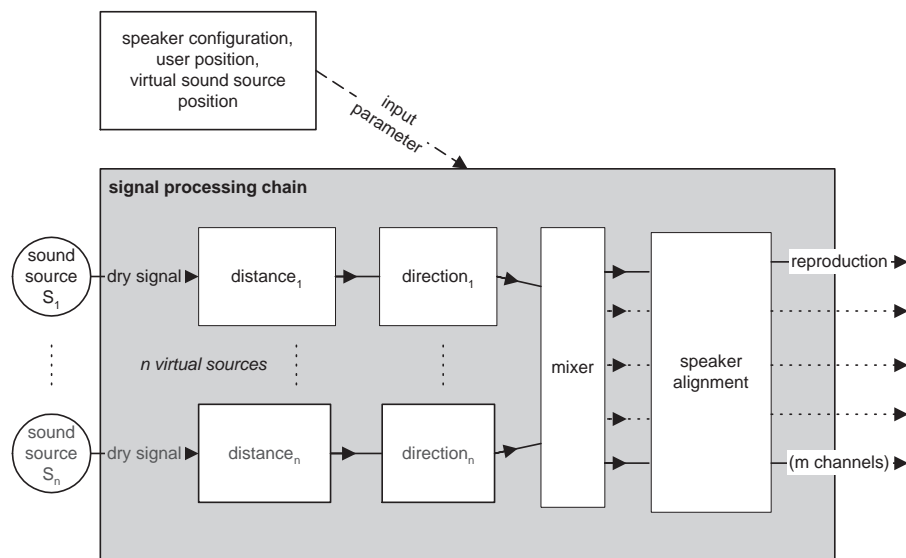 speaker configuration,
user position,
virtual sound source
position
input
parameter
signal processing chain
sound
source
S1
dry signal
distance1
direction1
mixer
speaker
alignment
reproduction
n virtual sources
sound
source
Sn
dry signal
distancen
directionn
(m channels)